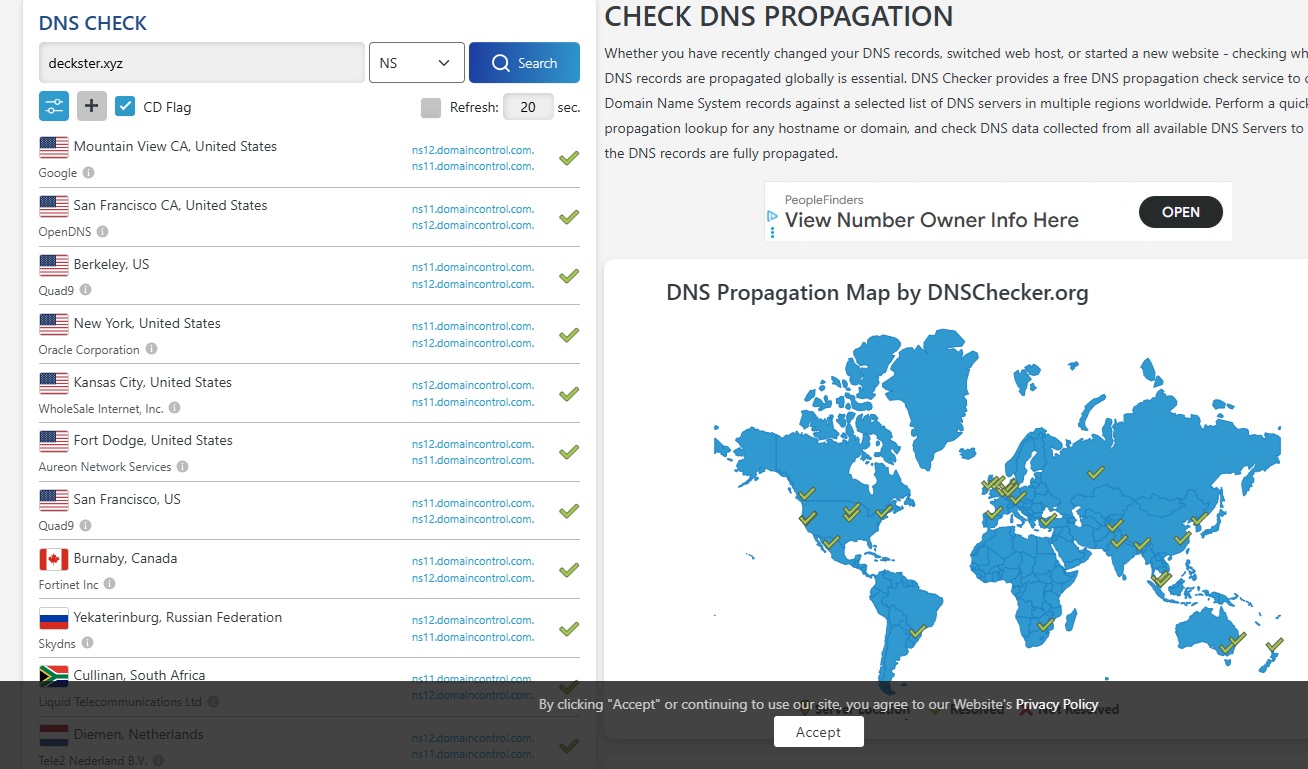 DNS CHECK
deckster.xyz
NS
Search
CD Flag
Refresh: 20 sec.
Mountain View CA, United States
Google
ns12.domaincontrol.com.
ns11.domaincontrol.com.
San Francisco CA, United States
OpenDNS
ns11.domaincontrol.com.
ns12.domaincontrol.com.
Berkeley, US
Quad9
ns11.domaincontrol.com.
ns12.domaincontrol.com.
New York, United States
Oracle Corporation
ns11.domaincontrol.com.
ns12.domaincontrol.com.
Kansas City, United States
WholeSale Internet, Inc.
ns12.domaincontrol.com.
ns11.domaincontrol.com.
Fort Dodge, United States
Aureon Network Services
ns12.domaincontrol.com.
ns11.domaincontrol.com.
San Francisco, US
Quad9
ns11.domaincontrol.com.
ns12.domaincontrol.com.
Burnaby, Canada
Fortinet Inc
ns11.domaincontrol.com.
ns12.domaincontrol.com.
Yekaterinburg, Russian Federation
Skydns
ns12.domaincontrol.com.
ns11.domaincontrol.com.
Cullinan, South Africa
Liquid Telecommunications Ltd
ns11.domaincontrol.com.
ns12.domaincontrol.com.
Diemen, Netherlands
Tele2 Nederland B.V.
ns12.domaincontrol.com.
ns11.domaincontrol.com.
CHECK DNS PROPAGATION
Whether you have recently changed your DNS records, switched web host, or started a new website - checking wh
DNS records are propagated globally is essential. DNS Checker provides a free DNS propagation check service to c
Domain Name System records against a selected list of DNS servers in multiple regions worldwide. Perform a quick
propagation lookup for any hostname or domain, and check DNS data collected from all available DNS Servers to
the DNS records are fully propagated.
PeopleFinders
View Number Owner Info Here
OPEN
DNS Propagation Map by DNSChecker.org
Server Location
Resolved
Not Reserved
By clicking "Accept" or continuing to use our site, you agree to our Website's Privacy Policy
Accept